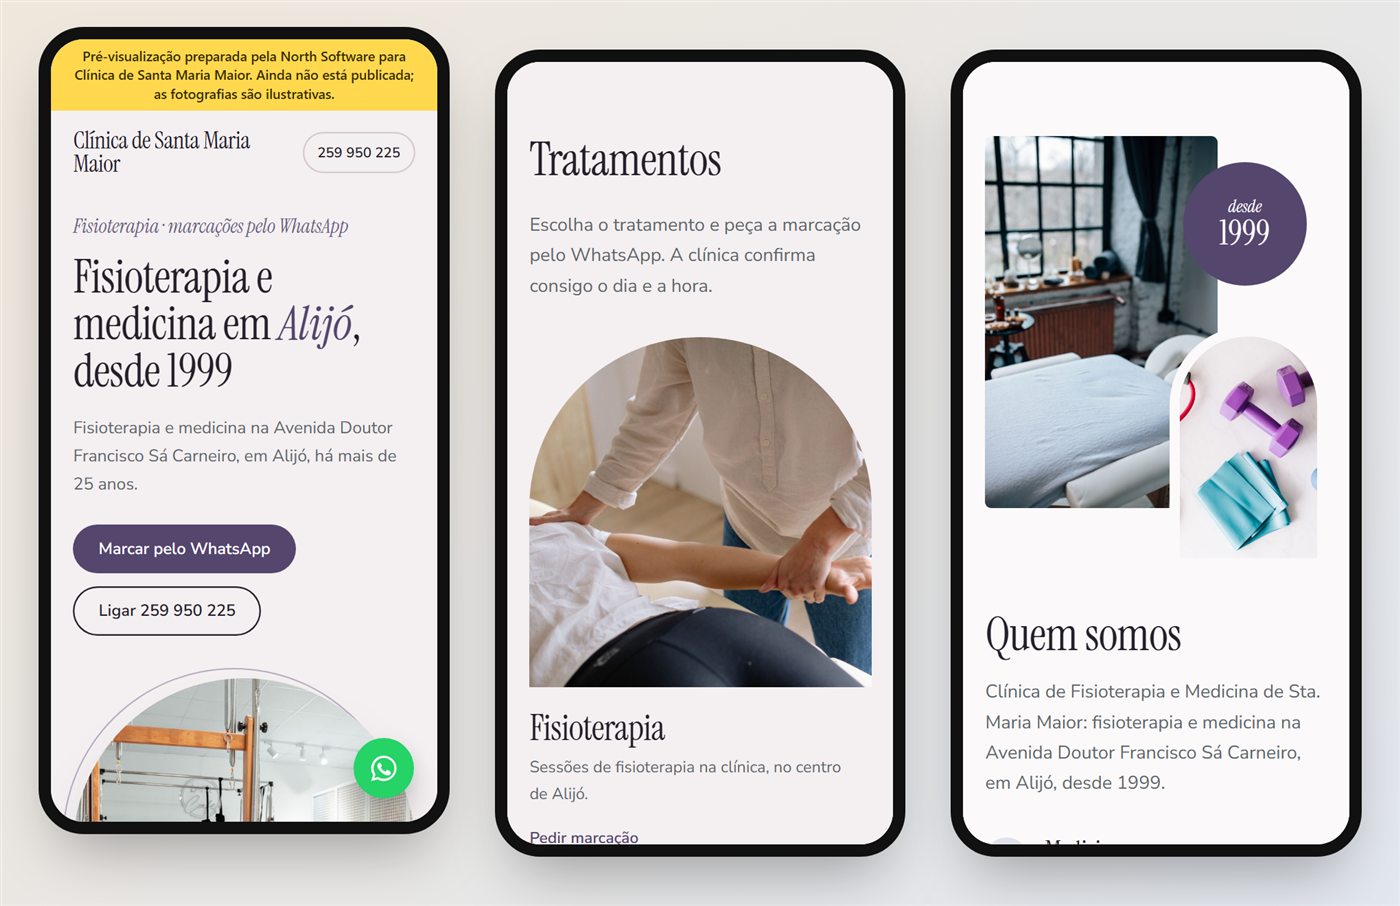 Pré-visualização preparada pela North Software para
Clínica de Santa Maria Maior. Ainda não está publicada;
as fotografias são ilustrativas.
Clínica de Santa Maria
Maior
259 950 225
Fisioterapia · marcações pelo WhatsApp
Fisioterapia e
medicina em Alijó,
desde 1999
Fisioterapia e medicina na Avenida Doutor
Francisco Sá Carneiro, em Alijó, há mais de
25 anos.
Marcar pelo WhatsApp
Ligar 259 950 225
Tratamentos
Escolha o tratamento e peça a marcação
pelo WhatsApp. A clínica confirma
consigo o dia e a hora.
Fisioterapia
Sessões de fisioterapia na clínica, no centro
de Alijó.
Pedir marcação
desde
1999
Quem somos
Clínica de Fisioterapia e Medicina de Sta.
Maria Maior: fisioterapia e medicina na
Avenida Doutor Francisco Sá Carneiro,
em Alijó, desde 1999.